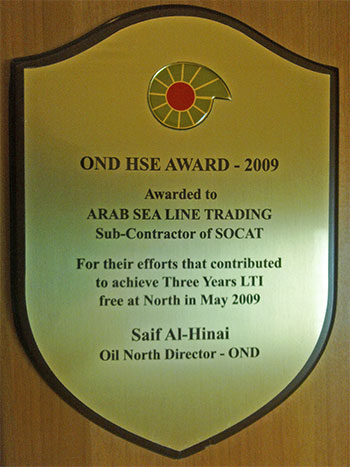 OND HSE AWARD - 2009
Awarded to
ARAB SEA LINE TRADING
Sub-Contractor of SOCAT
For their efforts that contributed
to achieve Three Years LTI
free at North in May 2009
Saif Al-Hinai
Oil North Director - OND